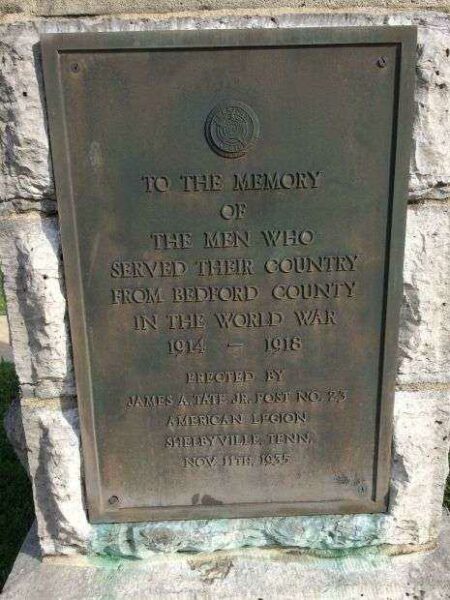 TO THE MEMORY
OF
THE MEN WHO
SERVED THEIR COUNTRY
FROM BEDFORD COUNTY
IN THE WORLD WAR
1914 – 1918
ERECTED BY
JAMES A. TATE JR. POST NO. 23
AMERICAN LEGION
SHELBYVILLE, TENN.
NOV. 11TH, 1935